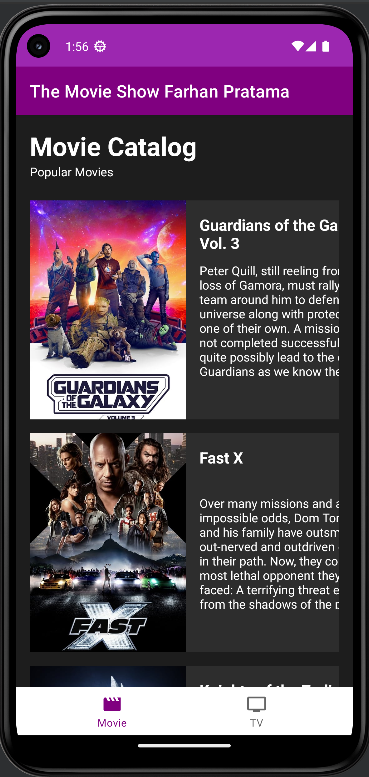 1:56
The Movie Show Farhan Pratama
Movie Catalog
Popular Movies
Guardians of the Ga
Vol. 3
Peter Quill, still reeling from
loss of Gamora, must rally
team around him to defen
universe along with protec
one of their own. A missio
not completed successful
quite possibly lead to the
Guardians as we know the
GUARDIANS
OF THE
GALAXY
VOLUME 3
Fast X
Over many missions and a
impossible odds, Dom Tor
and his family have outsm
out-nerved and outdriven
in their path. Now, they co
most lethal opponent they
faced: A terrifying threat e
from the shadows of the p
FAST X
Movie
TV